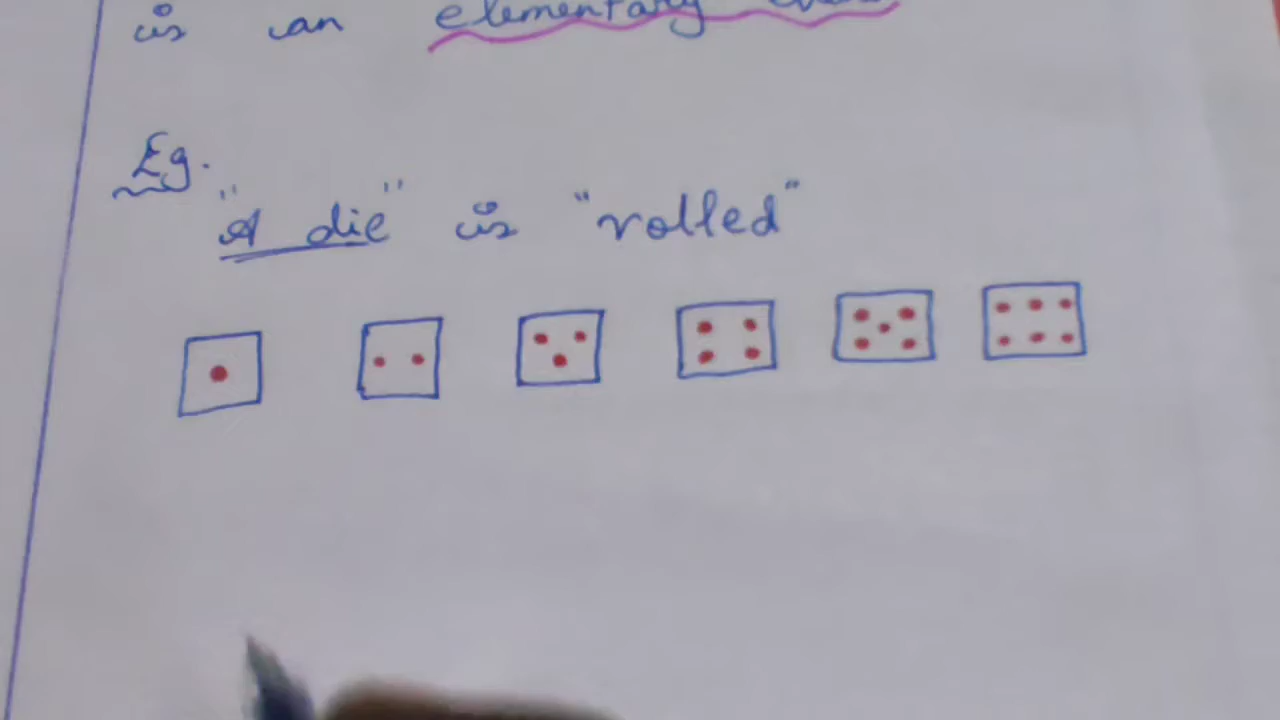 is an elementary
Eg.
"A die" is "rolled"